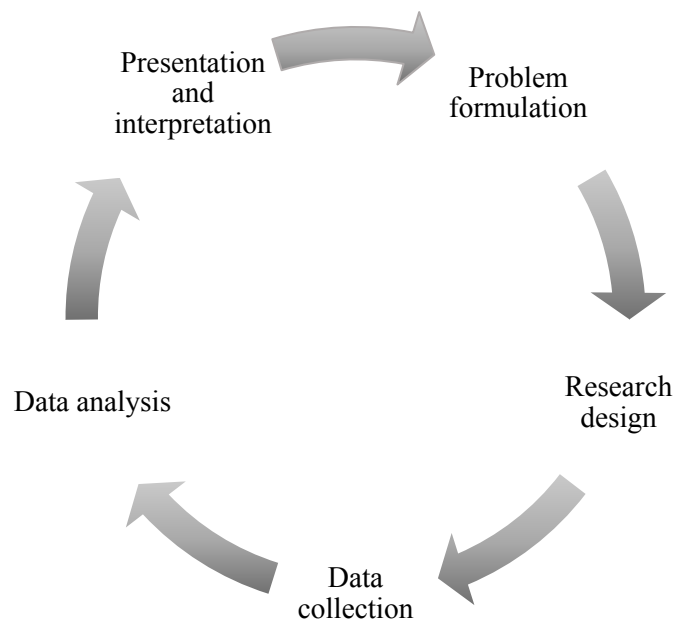 Presentation
and
interpretation
Problem
formulation
Research
design
Data
collection
Data analysis